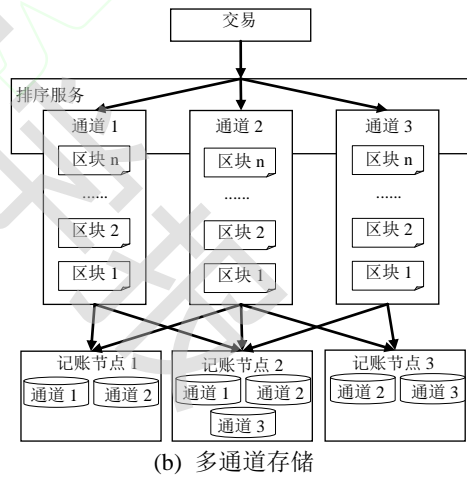 交易
排序服务
通道 1 通道 2 通道 3
区块 n 区块 n 区块 n
...... ...... ......
区块 2 区块 2 区块 2
区块 1 区块 1 区块 1
记账节点 1 记账节点 2 记账节点 3
通道 1 通道 2 通道 1 通道 2 通道 2 通道 3
通道 3
(b) 多通道存储
学报